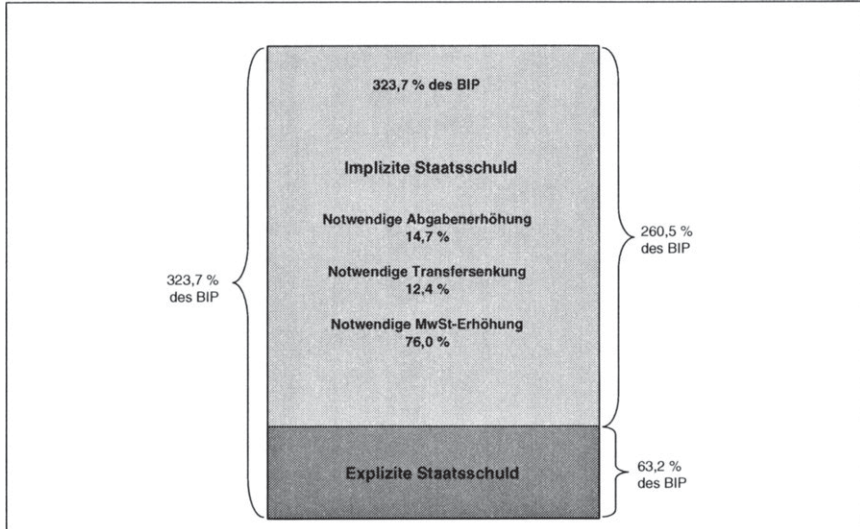 323,7 % des BIP
Implizite Staatsschuld
Notwendige Abgabenerhöhung
14,7 %
Notwendige Transfersenkung
12,4 %
Notwendige MwSt-Erhöhung
76,0 %
Explizite Staatsschuld
323,7 %
des BIP
260,5 %
des BIP
63,2 %
des BIP